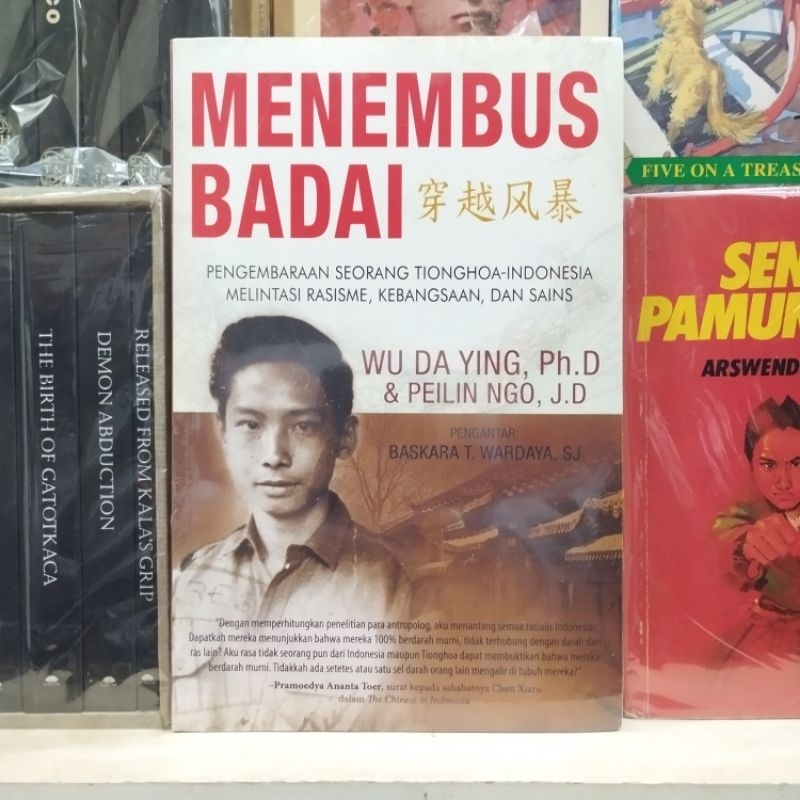 co
FIVE ON A TREAS
MENEMBUS
BADAI 穿越风暴
PENGEMBARAAN SEORANG TIONGHOA-INDONESIA
MELINTASI RASISME, KEBANGSAAN, DAN SAINS
WU DA YING, Ph.D
& PEILIN NGO, J.D
PENGANTAR:
BASKARA T. WARDAYA, SJ
"Dengan memperhitungkan penelitian para antropolog, aku menantang semua rasialis Indonesia:
Dapatkah mereka menunjukkan bahwa mereka 100% berdarah murni, tidak terhubung dengan darah dari
ras lain? Aku rasa tidak seorang pun dari Indonesia maupun Tionghoa dapat membuktikan bahwa mereka
berdarah murni. Tidakkah ada setetes atau satu sel darah orang lain mengalir di tubuh mereka?"
–Pramoedya Ananta Toer, surat kepada sahabatnya Chen Xiaru
dalam The Chinese in Indonesia
THE BIRTH OF GATOTKACA
DEMON ABDUCTION
RELEASED FROM KALA'S GRIP
SEN
PAMUK
ARSWEND